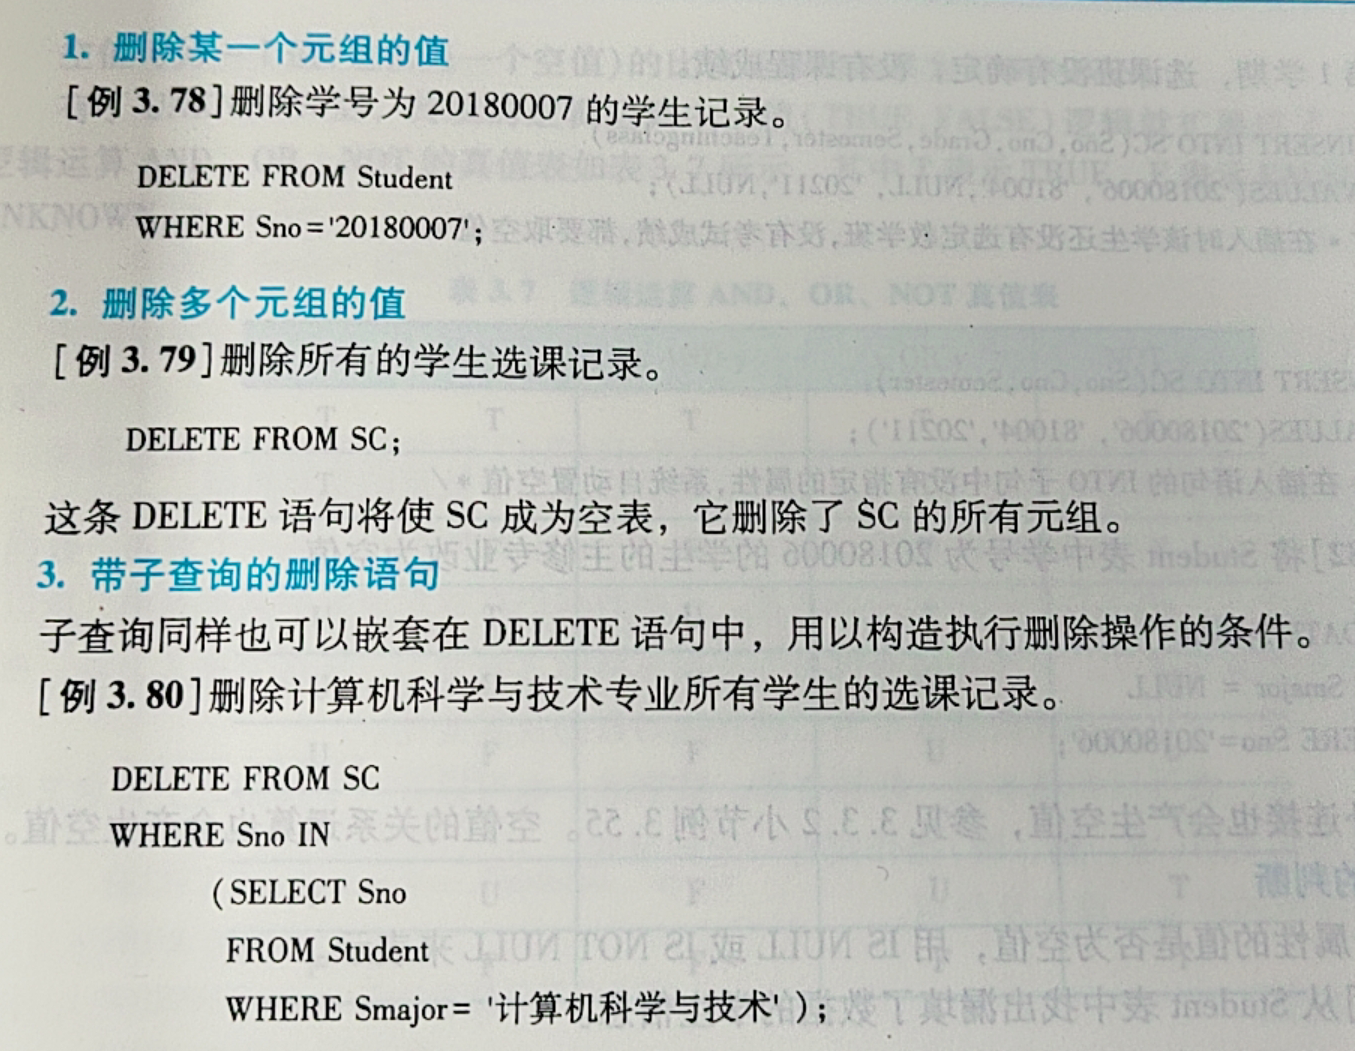 1. 删除某一个元组的值
[例 3.78]删除学号为 20180007 的学生记录。
DELETE FROM Student
WHERE Sno='20180007';
2. 删除多个元组的值
[例 3.79]删除所有的学生选课记录。
DELETE FROM SC;
这条 DELETE 语句将使 SC 成为空表，它删除了 SC 的所有元组。
3. 带子查询的删除语句
子查询同样也可以嵌套在 DELETE 语句中，用以构造执行删除操作的条件。
[例 3.80]删除计算机科学与技术专业所有学生的选课记录。
DELETE FROM SC
WHERE Sno IN
(SELECT Sno
FROM Student
WHERE Smajor= '计算机科学与技术' );